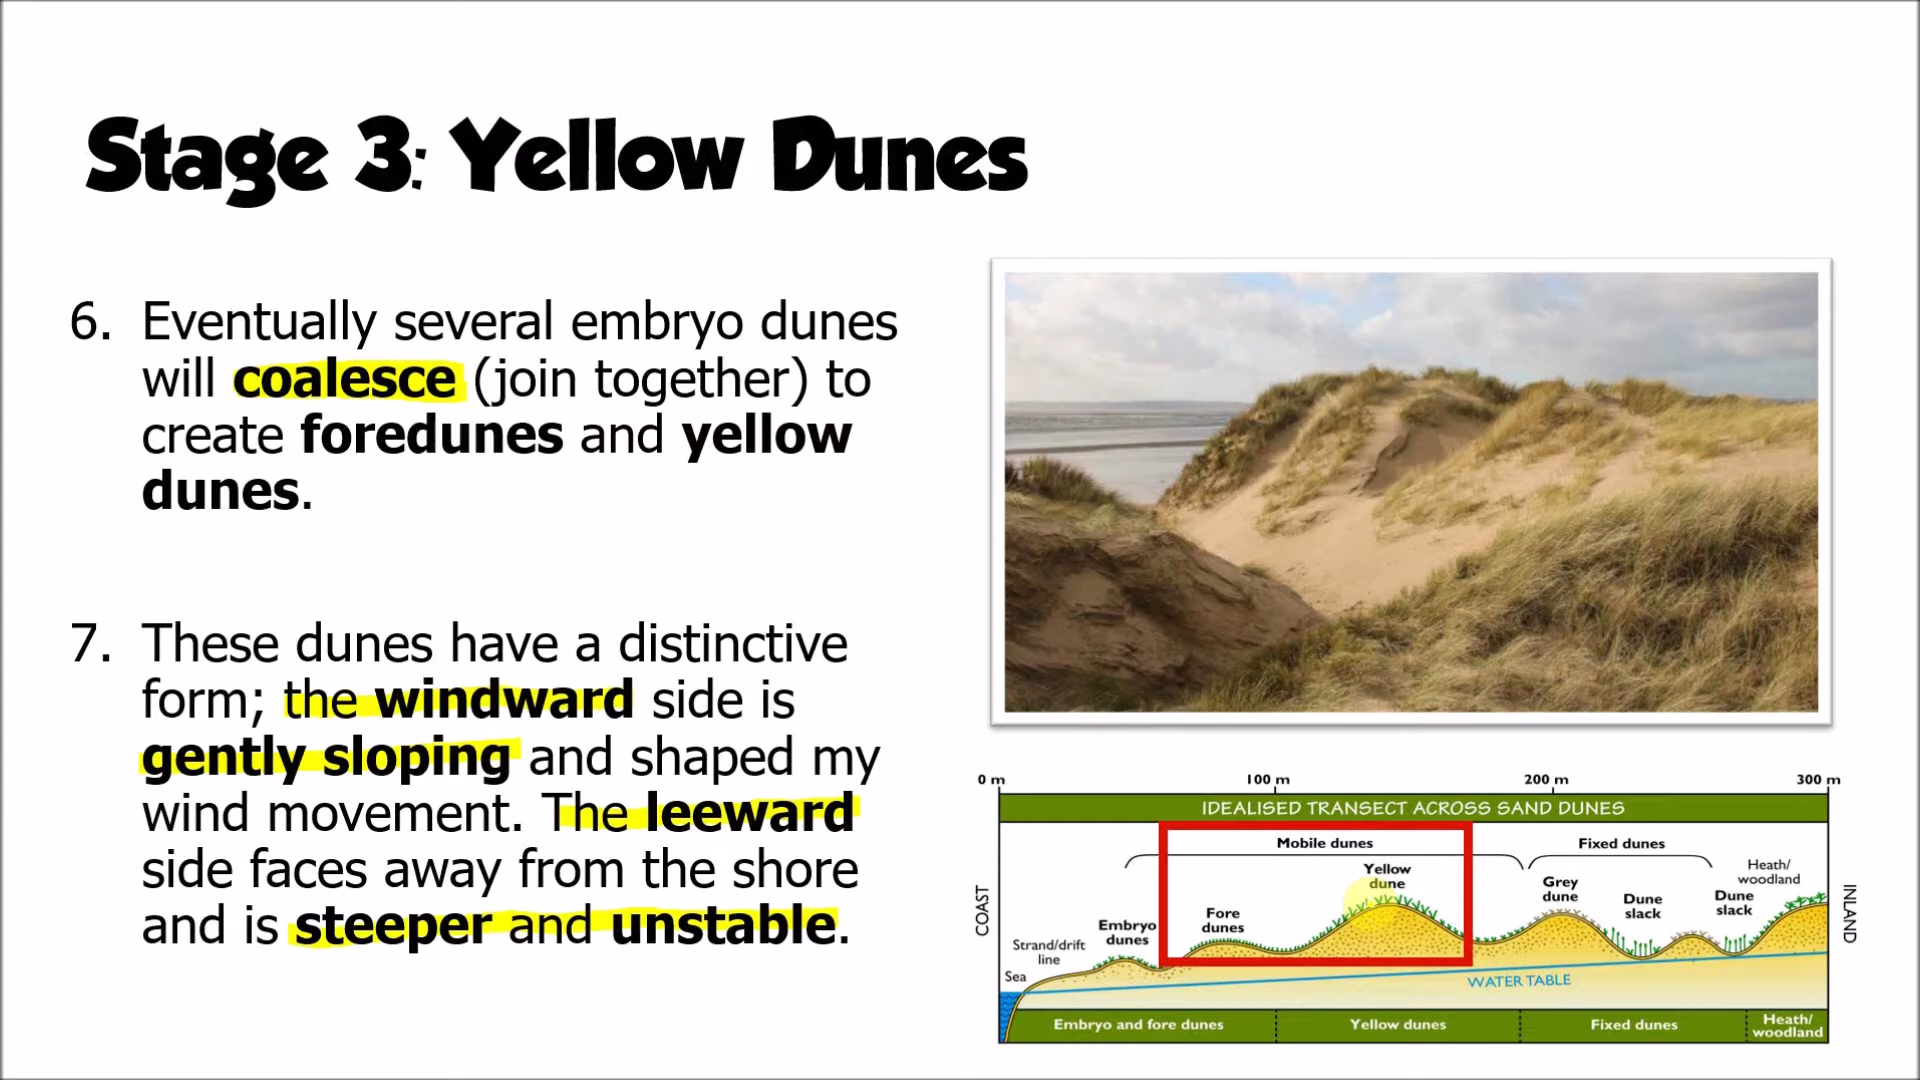 Stage 3: Yellow Dunes
6. Eventually several embryo dunes
will coalesce (join together) to
create foredunes and yellow
dunes.
7. These dunes have a distinctive
form; the windward side is
gently sloping and shaped my
wind movement. The leeward
side faces away from the shore
and is steeper and unstable.
0 m 100 m 200 m 300 m
IDEALISED TRANSECT ACROSS SAND DUNES
Mobile dunes
Fixed dunes
COAST
Sea
Strand/drift
line
Embryo
dunes
Fore
dunes
Yellow
dune
Grey
dune
Dune
slack
Dune
slack
Heath/
woodland
INLAND
WATER TABLE
Embryo and fore dunes
Yellow dunes
Fixed dunes
Heath/
woodland